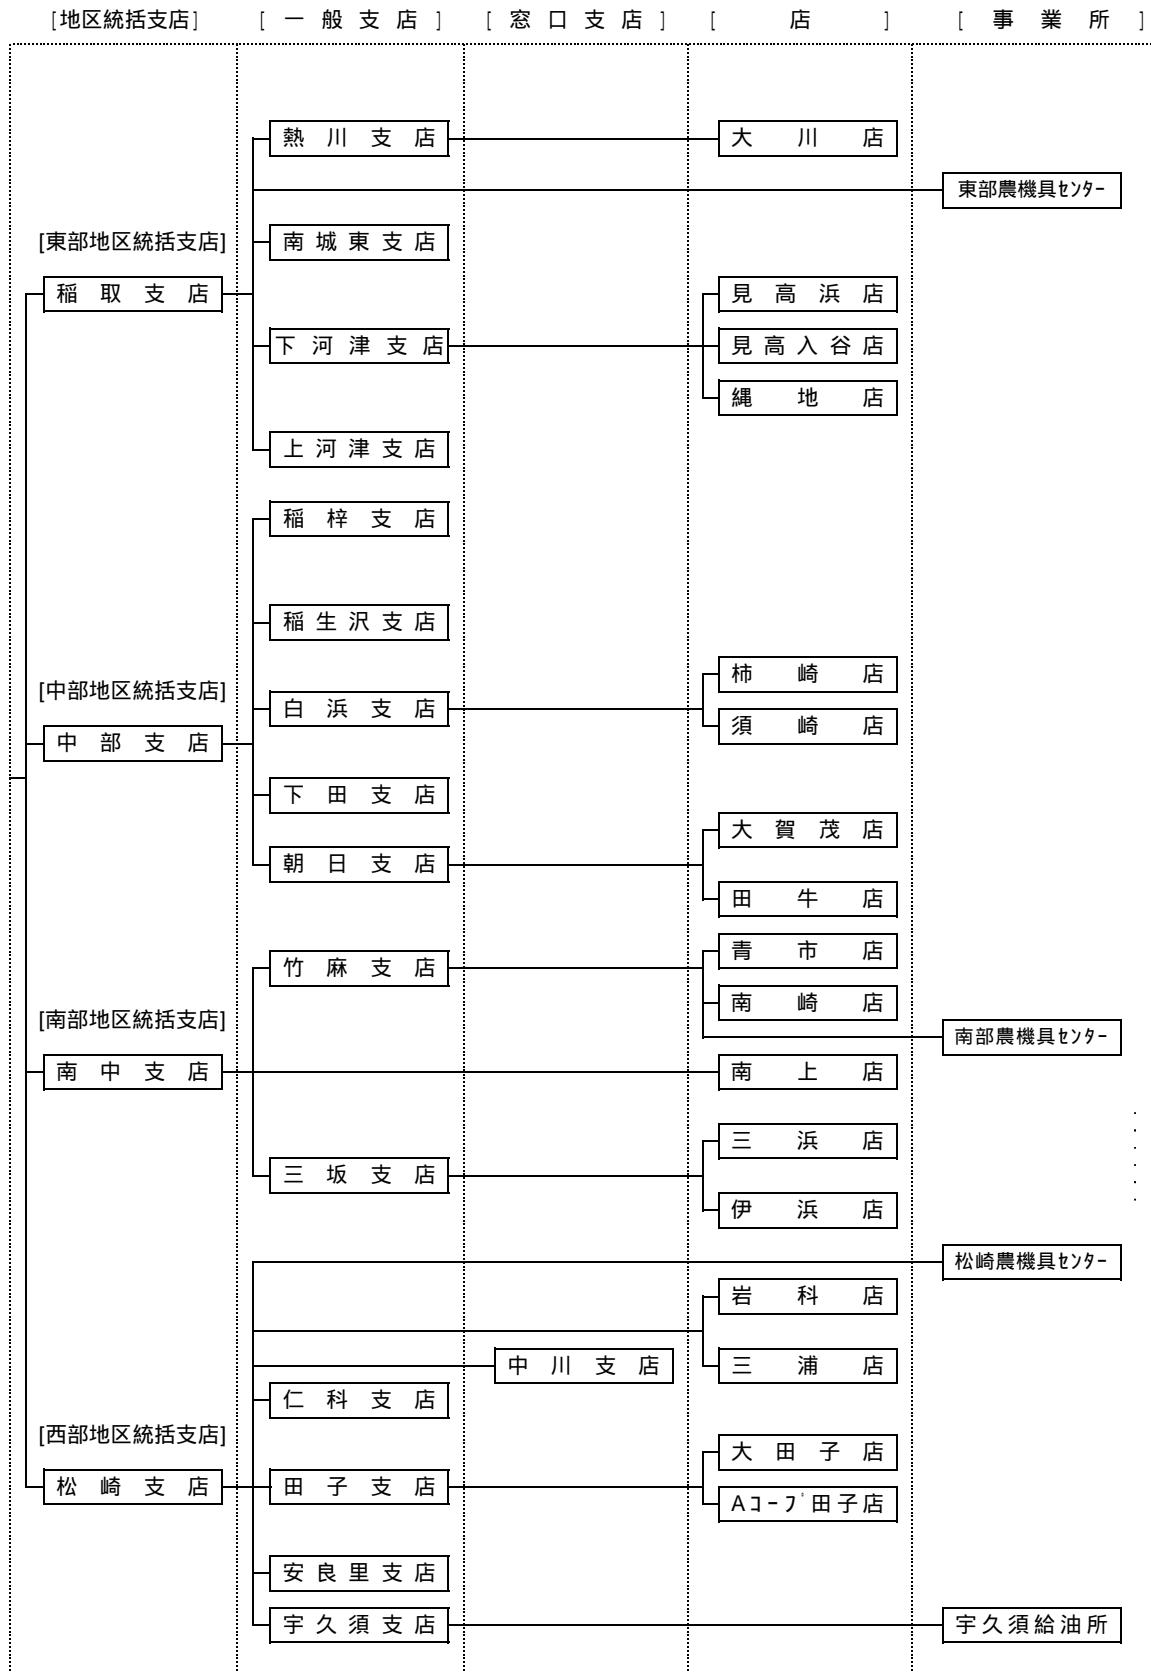 [地区統括支店] [一般支店] [窓口支店] [店] [事業所]
熱川支店 大川店
東部農機具ｾﾝﾀｰ
[東部地区統括支店] 南城東支店
稲取支店 見高浜店
下河津支店 見高入谷店
縄地店
上河津支店
稲梓支店
稲生沢支店
柿崎店
[中部地区統括支店] 白浜支店
須崎店
中部支店
下田支店
大賀茂店
朝日支店
田牛店
青市店
竹麻支店
南崎店
[南部地区統括支店] 南部農機具ｾﾝﾀｰ
南中支店 南上店
三浜店
三坂支店
伊浜店
松崎農機具ｾﾝﾀｰ
岩科店
中川支店 三浦店
仁科支店
[西部地区統括支店] 大田子店
松崎支店 田子支店
Aｺｰﾌﾟ田子店
安良里支店
宇久須支店 宇久須給油所